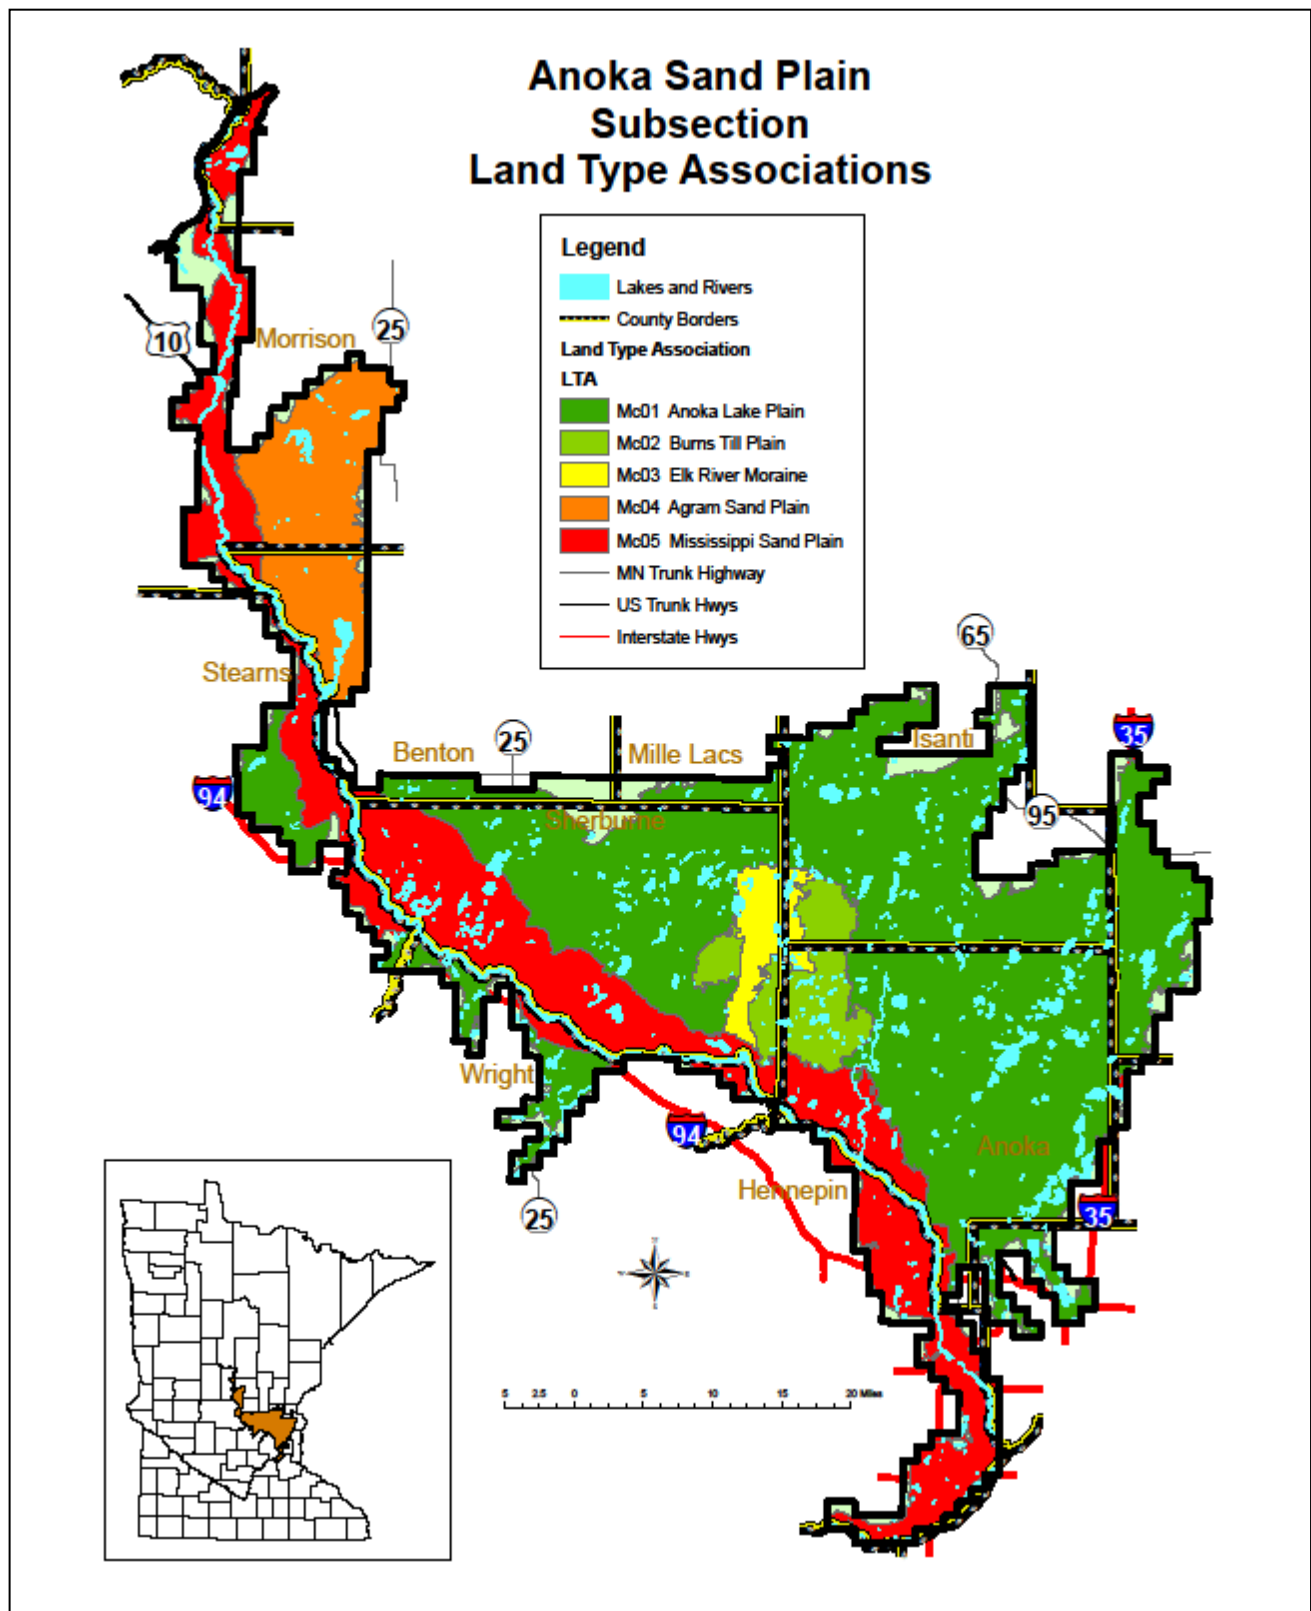 Anoka Sand Plain
Subsection
Land Type Associations
Legend
Lakes and Rivers
County Borders
Land Type Association
LTA
Mc01 Anoka Lake Plain
Mc02 Burns Till Plain
Mc03 Elk River Moraine
Mc04 Agram Sand Plain
Mc05 Mississippi Sand Plain
MN Trunk Highway
US Trunk Hwys
Interstate Hwys
10
Morrison
25
65
Stearns
Benton
25
Mille Lacs
Isanti
35
94
Sherburne
95
Wright
94
Anoka
Hennepin
25
35
5 2.5 0 5 10 15 20 Miles